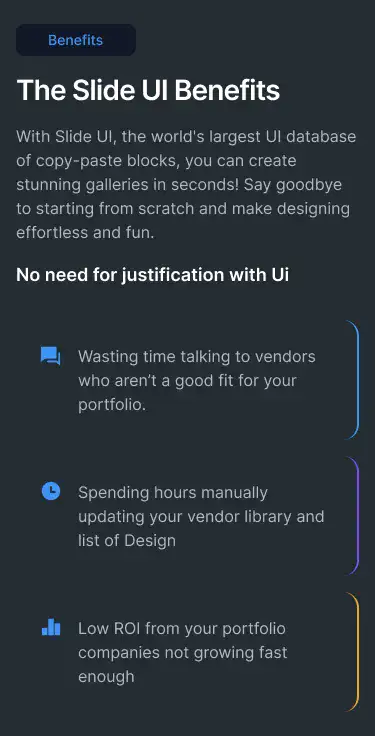 Benefits
The Slide UI Benefits
With Slide UI, the world's largest UI database
of copy-paste blocks, you can create
stunning galleries in seconds! Say goodbye
to starting from scratch and make designing
effortless and fun.
No need for justification with Ui
Wasting time talking to vendors
who aren’t a good fit for your
portfolio.
Spending hours manually
updating your vendor library and
list of Design
Low ROI from your portfolio
companies not growing fast
enough